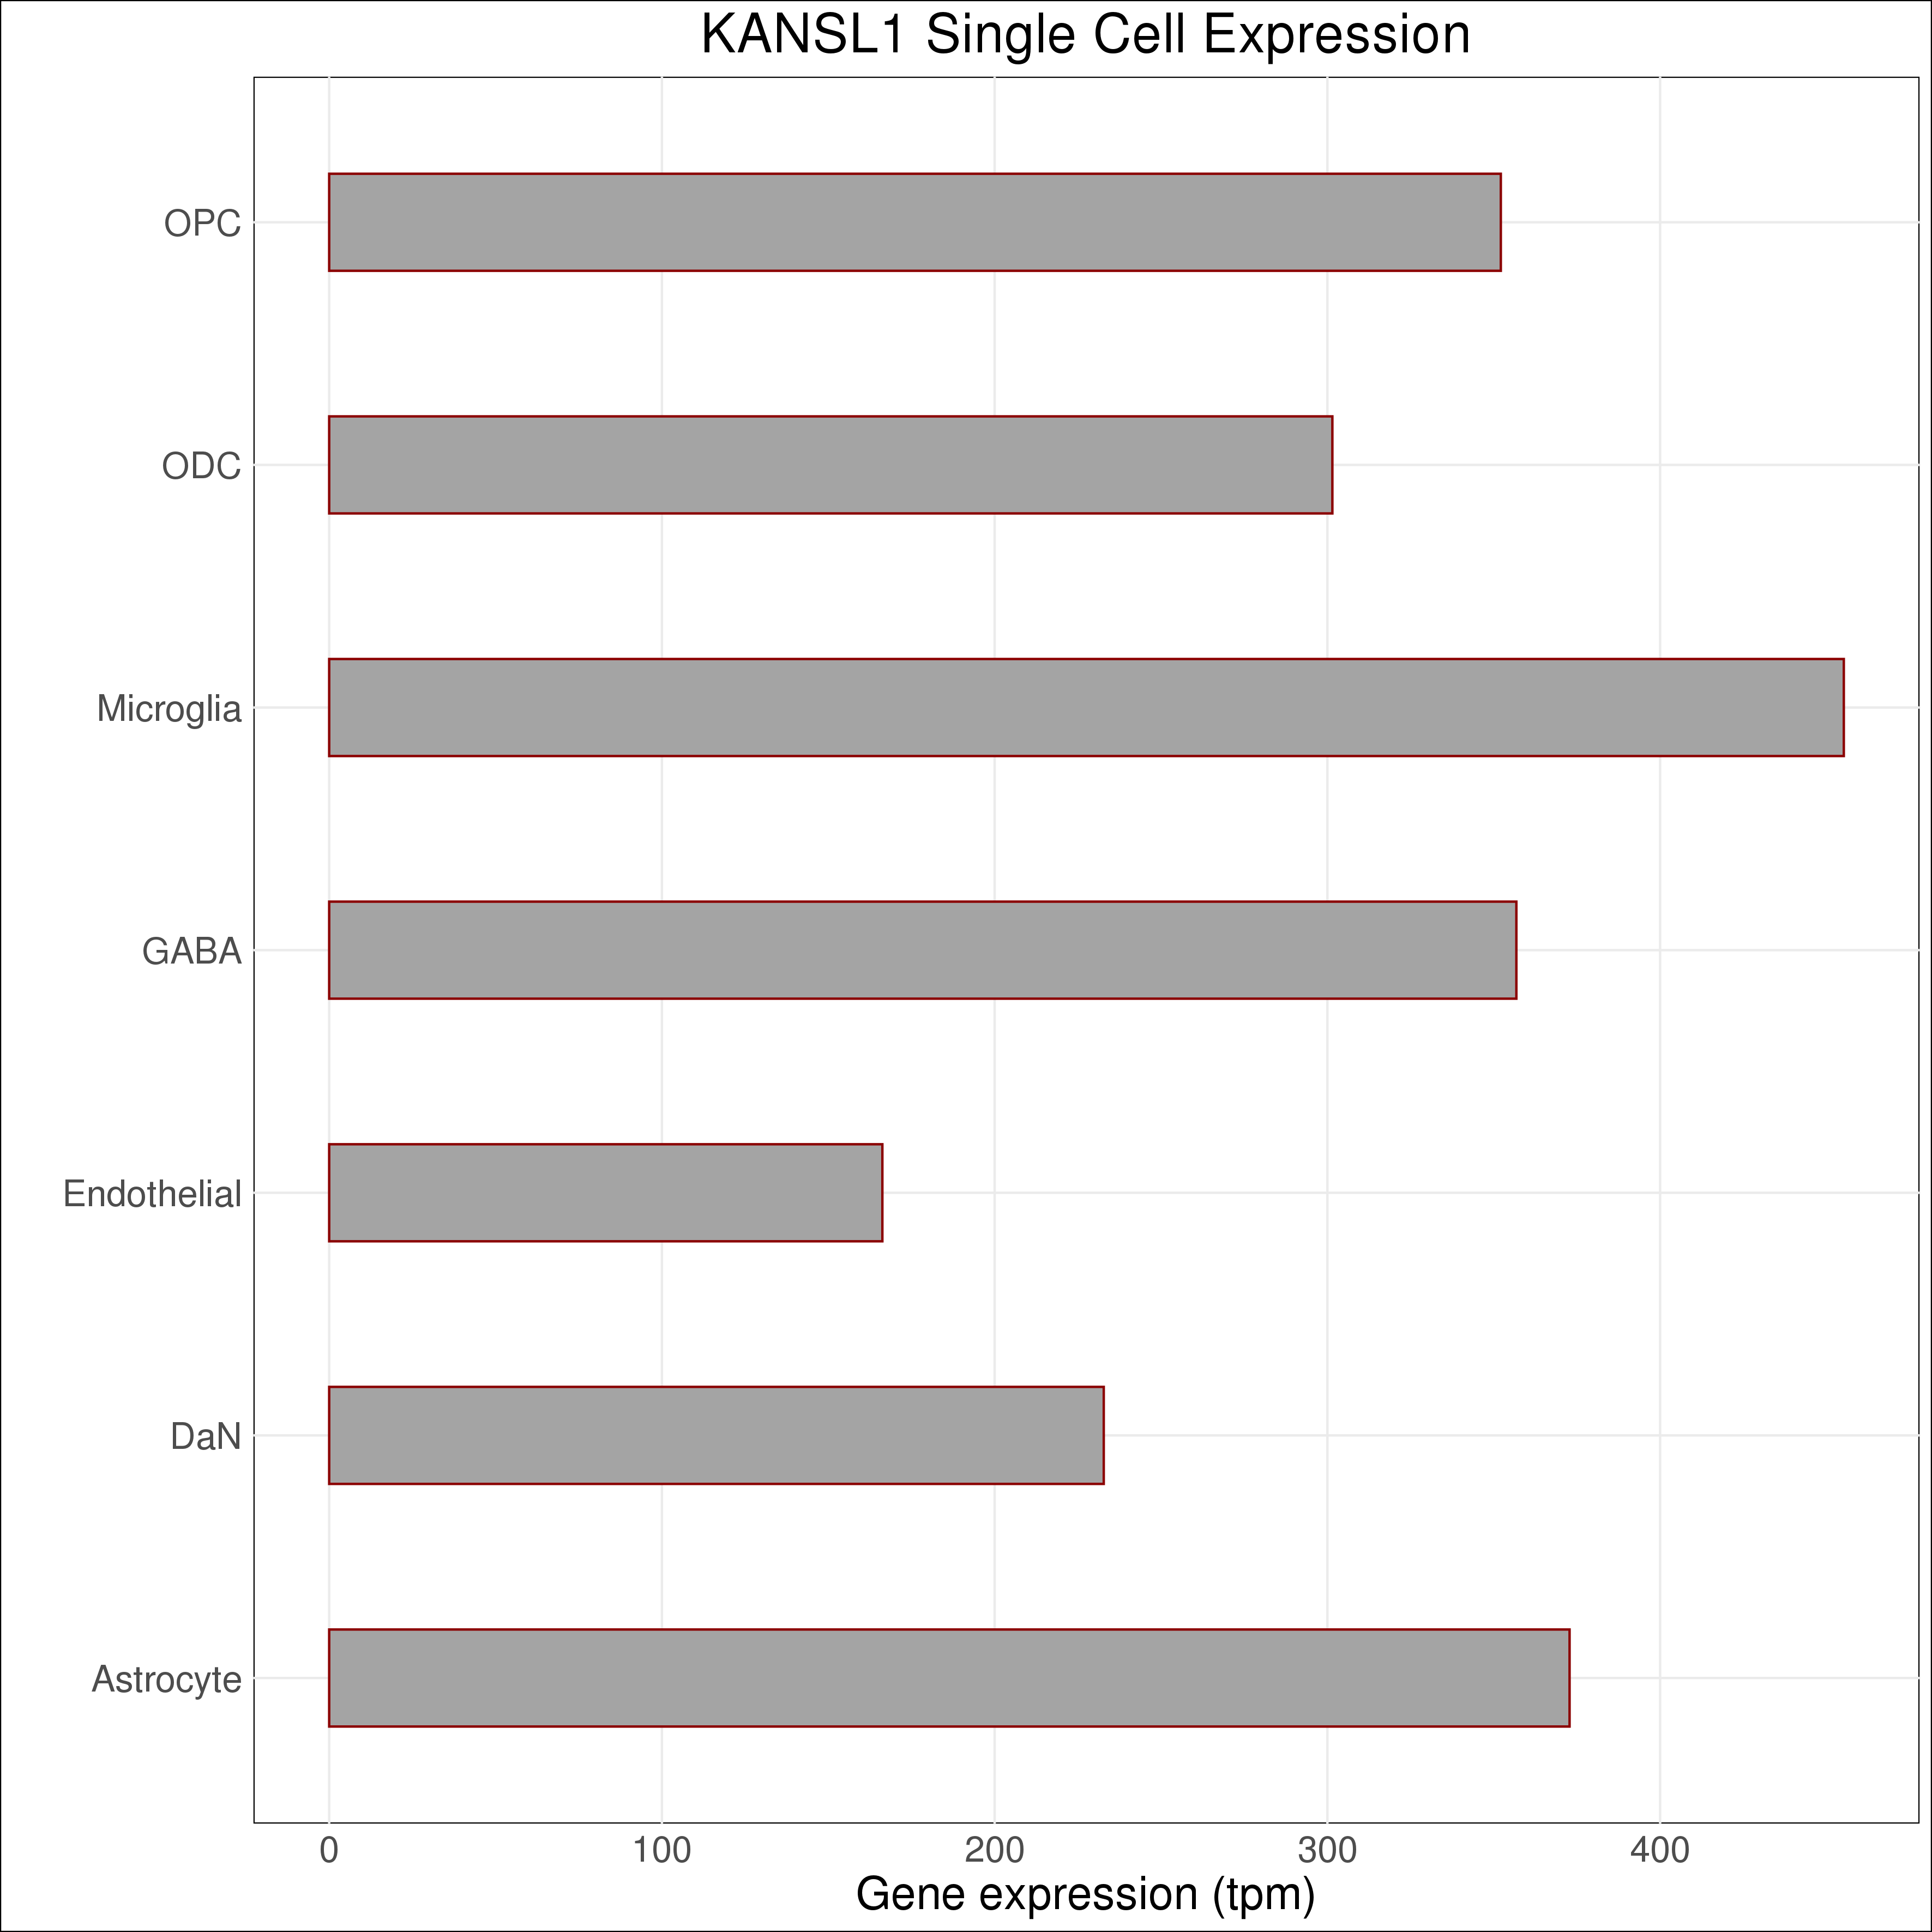 KANSL1 Single Cell Expression
OPC
ODC
Microglia
GABA
Endothelial
DaN
Astrocyte
0 100 200 300 400
Gene expression (tpm)